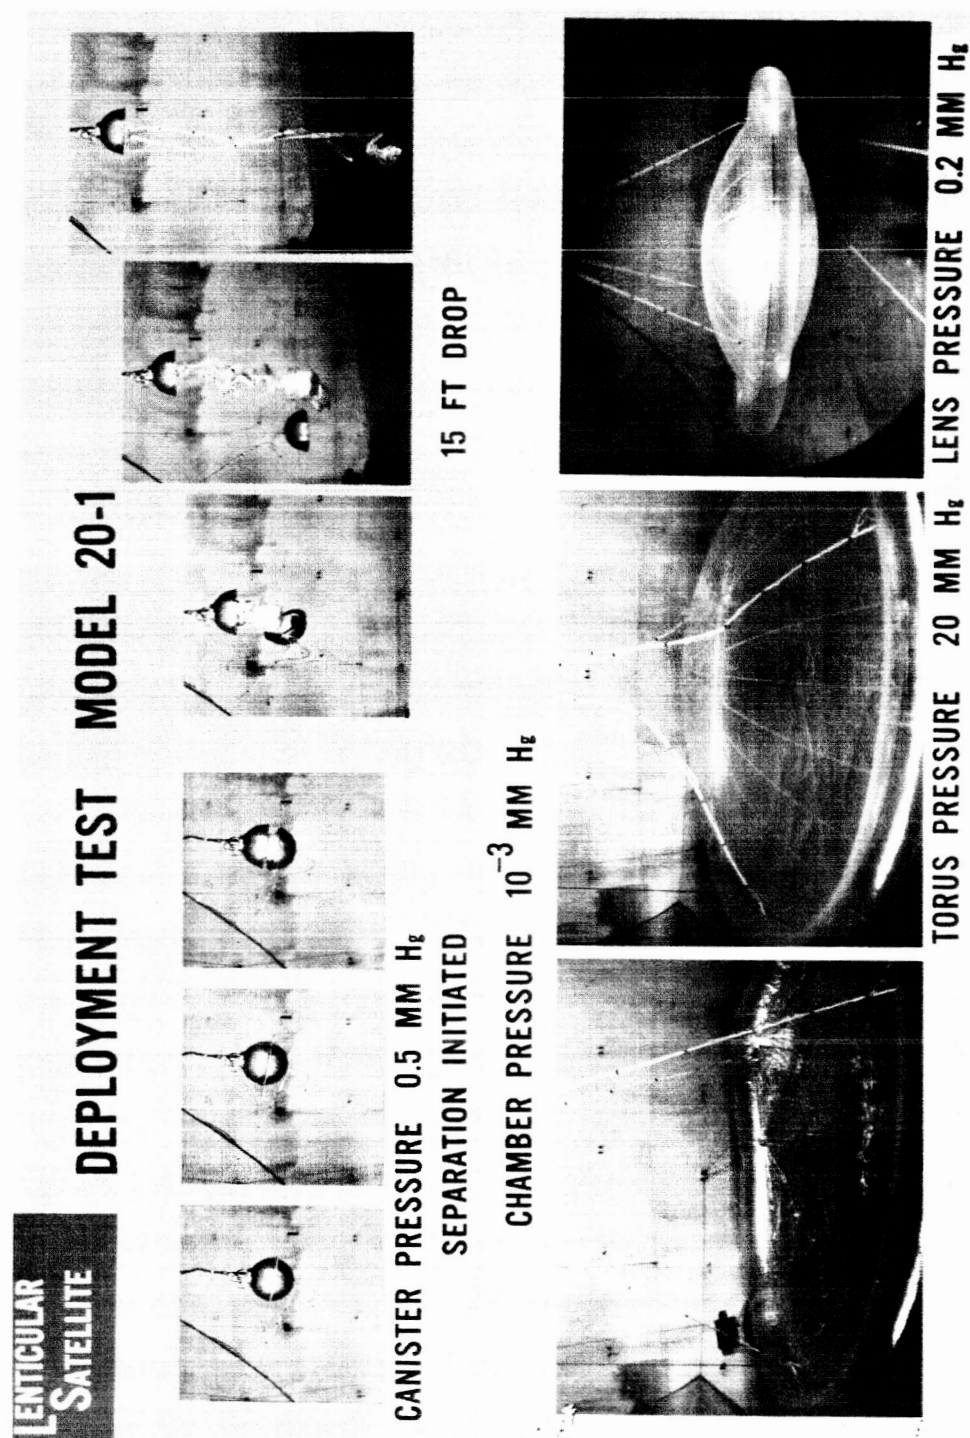 LENTICULAR
SATELLITE
DEPLOYMENT TEST MODEL 20-1
CANISTER PRESSURE 0.5 MM Hg
SEPARATION INITIATED
15 FT DROP
CHAMBER PRESSURE 10⁻³ MM Hg
TORUS PRESSURE 20 MM Hg
LENS PRESSURE 0.2 MM Hg